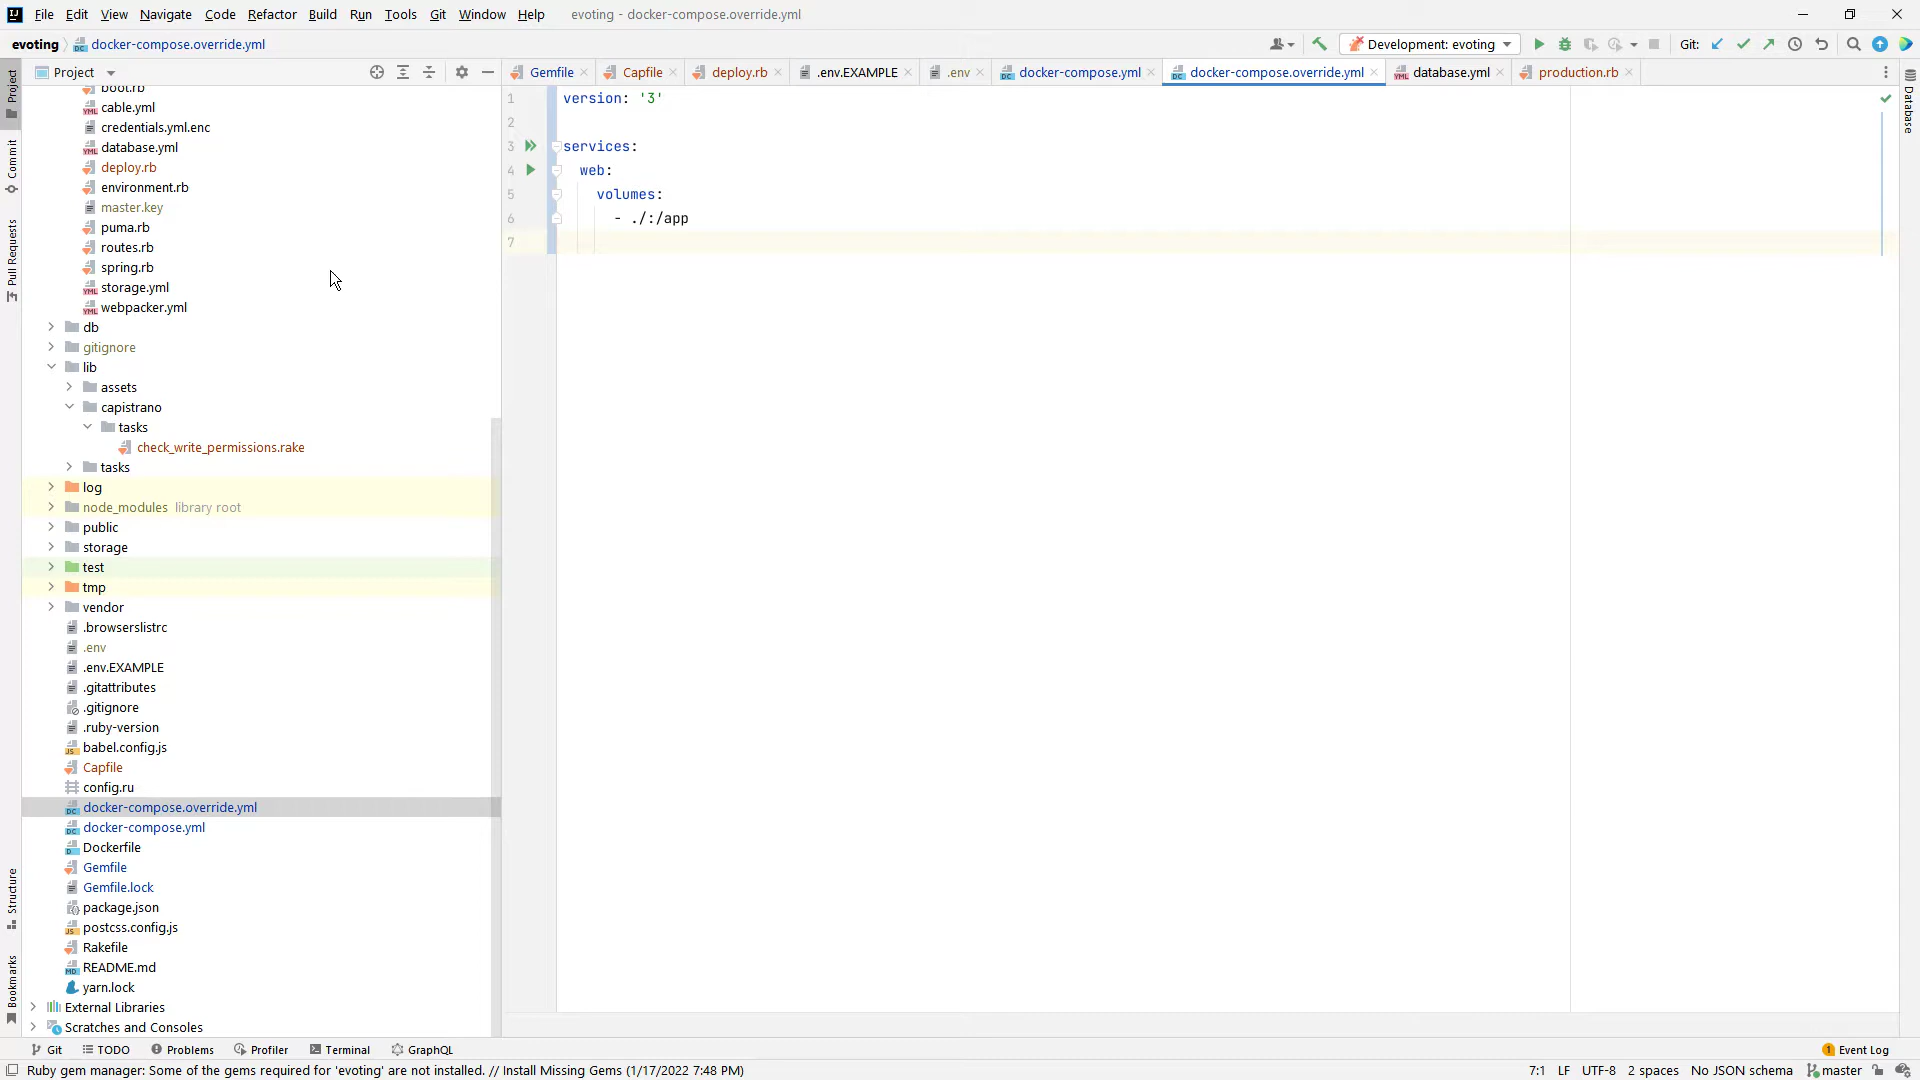 File Edit View Navigate Code Refactor Build Run Tools Git Window Help evoting - docker-compose.override.yml
evoting docker-compose.override.yml Development: evoting Git:
Project Gemfile Capfile deploy.rb .env.EXAMPLE .env docker-compose.yml docker-compose.override.yml database.yml production.rb
Project
Commit
Pull Requests
Structure
Bookmarks
Database
boot.rb
cable.yml
credentials.yml.enc
database.yml
deploy.rb
environment.rb
master.key
puma.rb
routes.rb
spring.rb
storage.yml
webpacker.yml
db
gitignore
lib
assets
capistrano
tasks
check_write_permissions.rake
tasks
log
node_modules library root
public
storage
test
tmp
vendor
.browserslistrc
.env
.env.EXAMPLE
.gitattributes
.gitignore
.ruby-version
babel.config.js
Capfile
config.ru
docker-compose.override.yml
docker-compose.yml
Dockerfile
Gemfile
Gemfile.lock
package.json
postcss.config.js
Rakefile
README.md
yarn.lock
External Libraries
Scratches and Consoles
1 version: '3'
2
3 services:
4 web:
5 volumes:
6 - ./:/app
7
Git TODO Problems Profiler Terminal GraphQL 1 Event Log
Ruby gem manager: Some of the gems required for 'evoting' are not installed. // Install Missing Gems (1/17/2022 7:48 PM) 7:1 LF UTF-8 2 spaces No JSON schema master